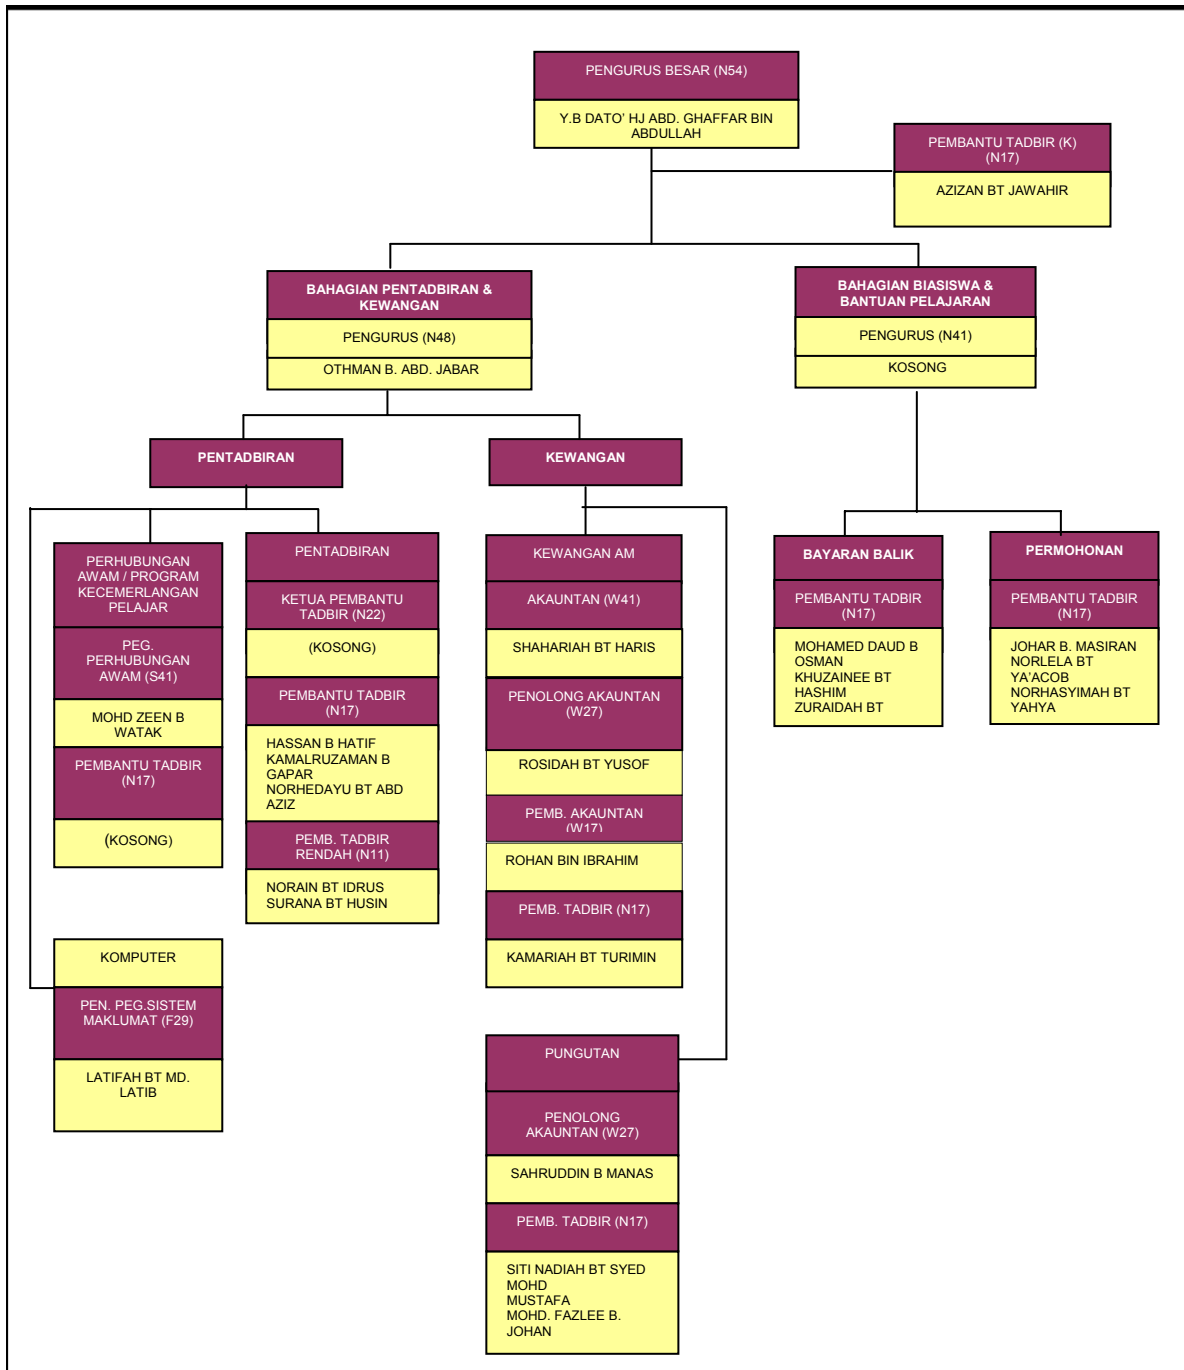 PENGURUS BESAR (N54)
Y.B DATO' HJ ABD. GHAFFAR BIN
ABDULLAH
PEMBANTU TADBIR (K)
(N17)
AZIZAN BT JAWAHIR
BAHAGIAN PENTADBIRAN &
KEWANGAN
PENGURUS (N48)
OTHMAN B. ABD. JABAR
BAHAGIAN BIASISWA &
BANTUAN PELAJARAN
PENGURUS (N41)
KOSONG
PENTADBIRAN
KEWANGAN
PERHUBUNGAN
AWAM / PROGRAM
KECEMERLANGAN
PELAJAR
PEG.
PERHUBUNGAN
AWAM (S41)
MOHD ZEEN B
WATAK
PEMBANTU TADBIR
(N17)
(KOSONG)
PENTADBIRAN
KETUA PEMBANTU
TADBIR (N22)
(KOSONG)
PEMBANTU TADBIR
(N17)
HASSAN B HATIF
KAMALRUZAMAN B
GAPAR
NORHEDAYU BT ABD
AZIZ
PEMB. TADBIR
RENDAH (N11)
NORAIN BT IDRUS
SURANA BT HUSIN
KEWANGAN AM
AKAUNTAN (W41)
SHAHARIAH BT HARIS
PENOLONG AKAUNTAN
(W27)
ROSIDAH BT YUSOF
PEMB. AKAUNTAN
(W17)
ROHAN BIN IBRAHIM
PEMB. TADBIR (N17)
KAMARIAH BT TURIMIN
BAYARAN BALIK
PEMBANTU TADBIR
(N17)
MOHAMED DAUD B
OSMAN
KHUZAINEE BT
HASHIM
ZURAIDAH BT
PERMOHONAN
PEMBANTU TADBIR
(N17)
JOHAR B. MASIRAN
NORLELA BT
YA'ACOB
NORHASYIMAH BT
YAHYA
KOMPUTER
PEN. PEG.SISTEM
MAKLUMAT (F29)
LATIFAH BT MD.
LATIB
PUNGUTAN
PENOLONG
AKAUNTAN (W27)
SAHRUDDIN B MANAS
PEMB. TADBIR (N17)
SITI NADIAH BT SYED
MOHD
MUSTAFA
MOHD. FAZLEE B.
JOHAN